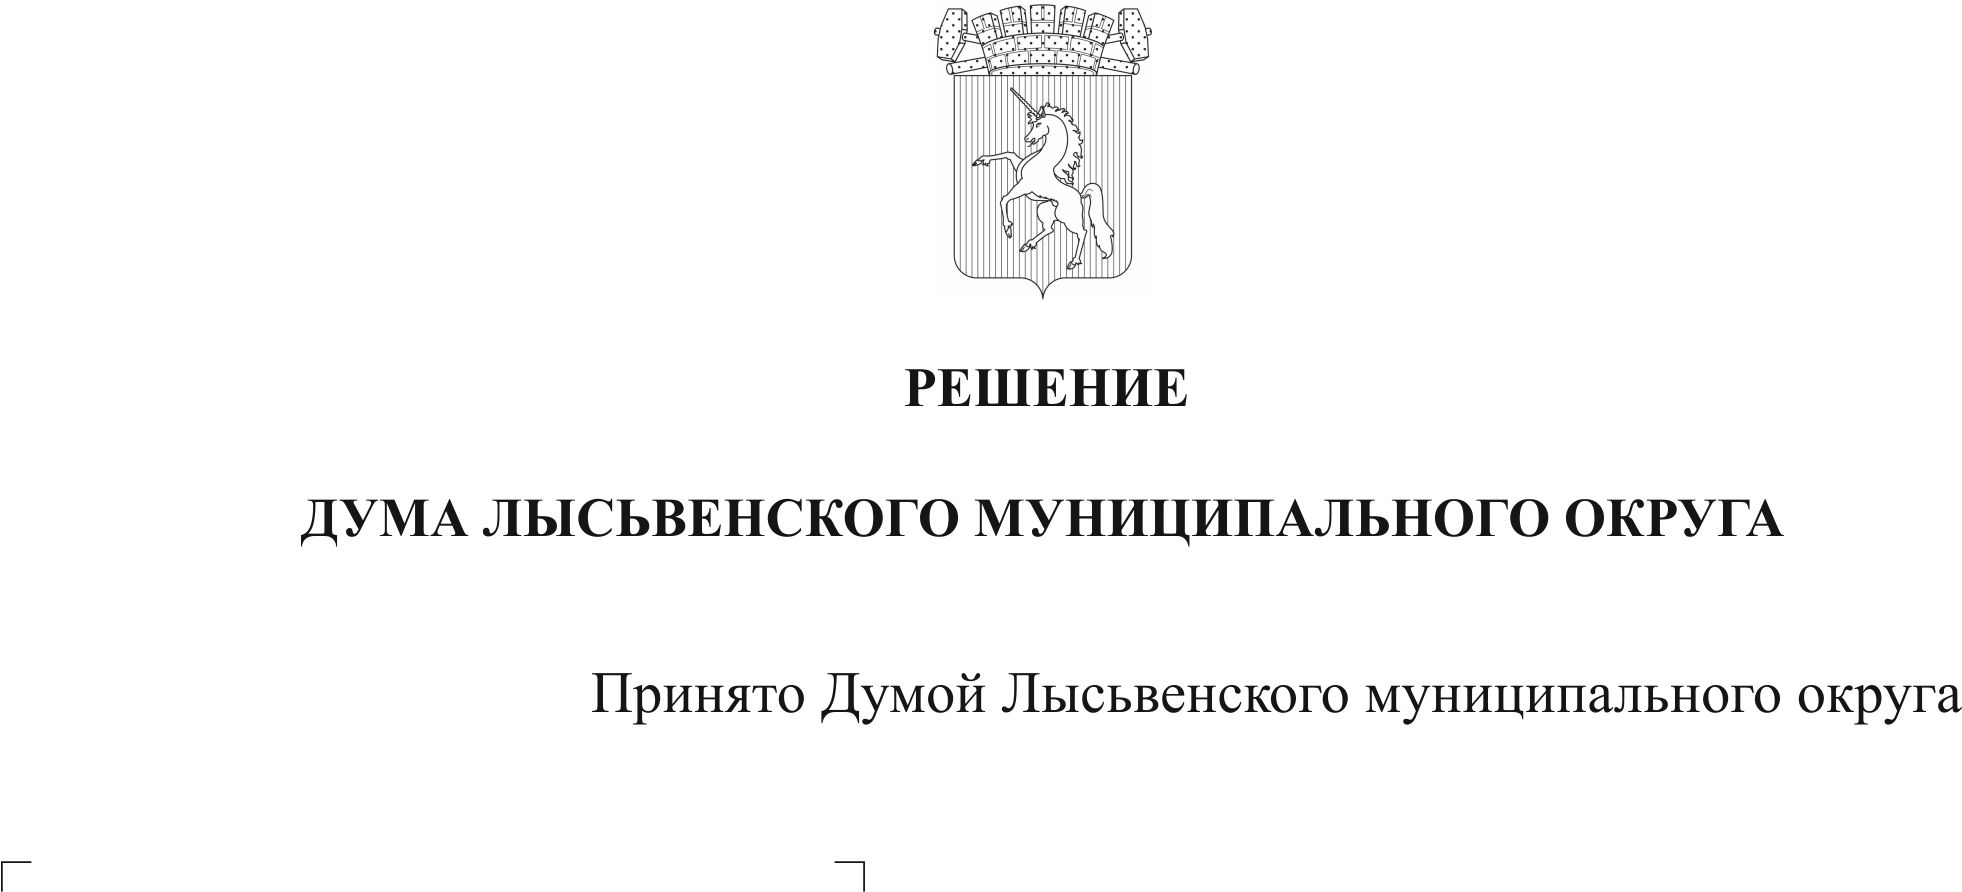 РЕШЕНИЕ
ДУМА ЛЫСЬВЕНСКОГО МУНИЦИПАЛЬНОГО ОКРУГА
Принято Думой Лысьвенского муниципального округа